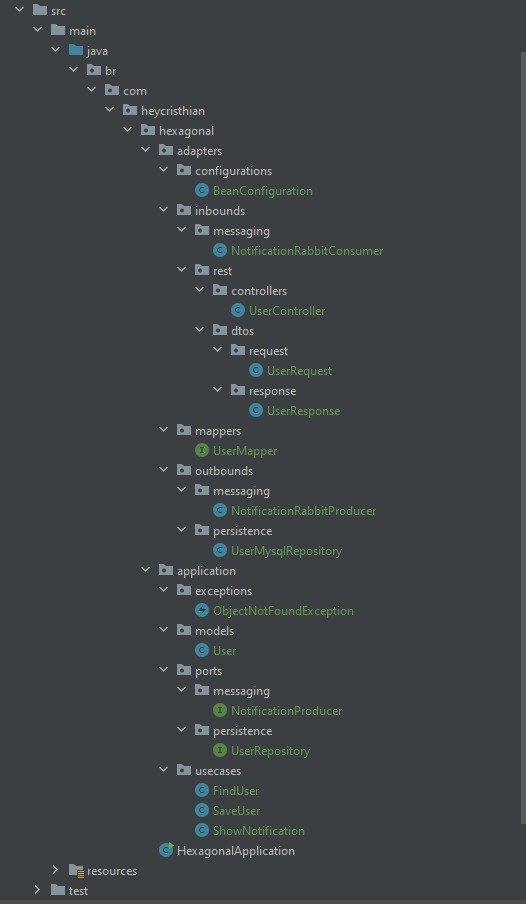 src
main
java
br
com
heycristhian
hexagonal
adapters
configurations
BeanConfiguration
inbounds
messaging
NotificationRabbitConsumer
rest
controllers
UserController
dtos
request
UserRequest
response
UserResponse
mappers
UserMapper
outbounds
messaging
NotificationRabbitProducer
persistence
UserMysqlRepository
application
exceptions
ObjectNotFoundException
models
User
ports
messaging
NotificationProducer
persistence
UserRepository
usecases
FindUser
SaveUser
ShowNotification
HexagonalApplication
resources
test